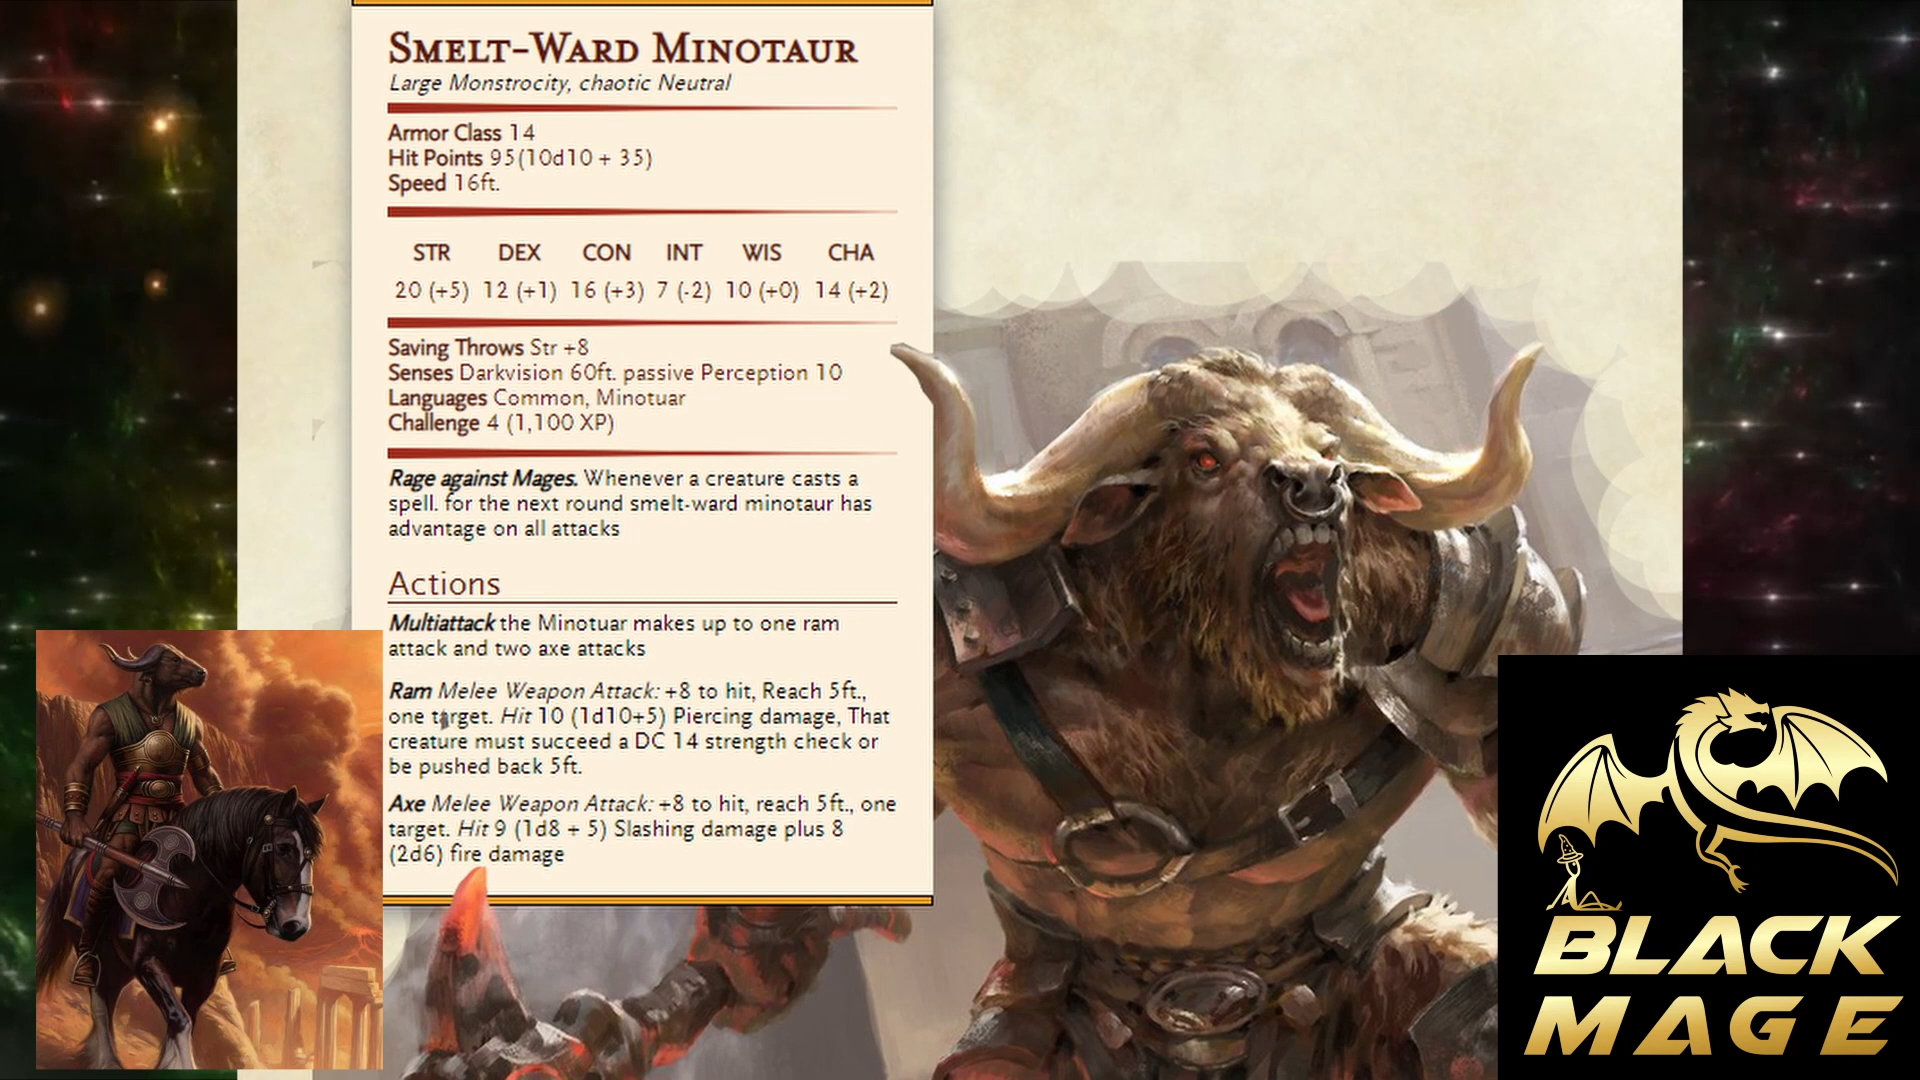 Smelt-Ward Minotaur
Large Monstrocity, chaotic Neutral
Armor Class 14
Hit Points 95(10d10 + 35)
Speed 16ft.
STR DEX CON INT WIS CHA
20 (+5) 12 (+1) 16 (+3) 7 (-2) 10 (+0) 14 (+2)
Saving Throws Str +8
Senses Darkvision 60ft. passive Perception 10
Languages Common, Minotuar
Challenge 4 (1,100 XP)
Rage against Mages. Whenever a creature casts a
spell. for the next round smelt-ward minotaur has
advantage on all attacks
Actions
Multiattack the Minotuar makes up to one ram
attack and two axe attacks
Ram Melee Weapon Attack: +8 to hit, Reach 5ft.,
one target. Hit 10 (1d10+5) Piercing damage, That
creature must succeed a DC 14 strength check or
be pushed back 5ft.
Axe Melee Weapon Attack: +8 to hit, reach 5ft., one
target. Hit 9 (1d8 + 5) Slashing damage plus 8
(2d6) fire damage
BLACK
MAGE